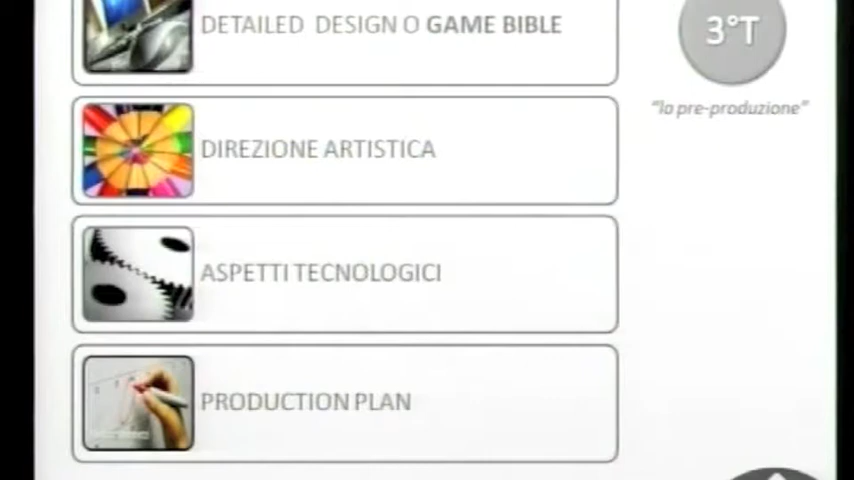 DETAILED DESIGN O GAME BIBLE
3°T
"la pre-produzione"
DIREZIONE ARTISTICA
ASPETTI TECNOLOGICI
PRODUCTION PLAN